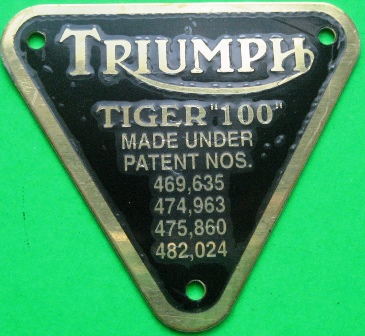 TRIUMPH
TIGER "100"
MADE UNDER
PATENT NOS.
469,635
474,963
475,860
482,024